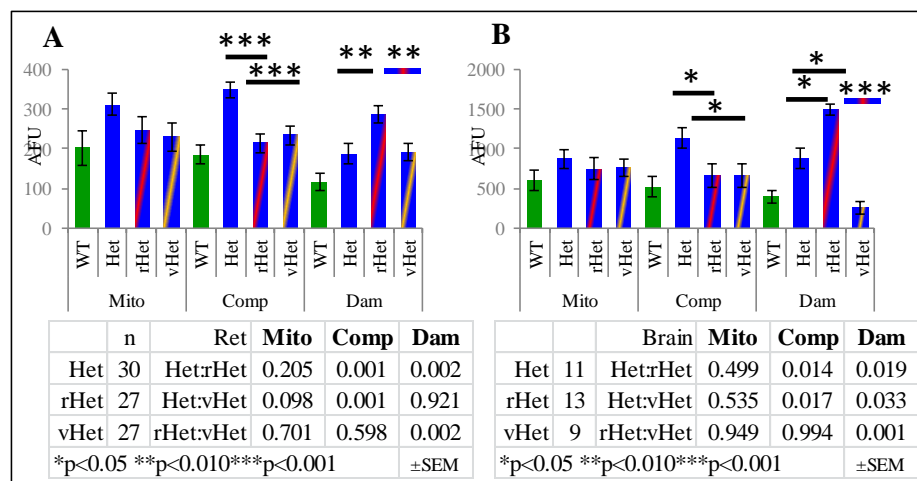 A
*** *** ** **
400
300
200
100
0
AFU
WT Het rHet vHet WT Het rHet vHet WT Het rHet vHet
Mito Comp Dam
n Ret Mito Comp Dam
Het 30 Het:rHet 0.205 0.001 0.002
rHet 27 Het:vHet 0.098 0.001 0.921
vHet 27 rHet:vHet 0.701 0.598 0.002
*p<0.05 **p<0.010***p<0.001 ±SEM
B
* * * * ***
2000
1500
1000
500
0
AFU
WT Het rHet vHet WT Het rHet vHet WT Het rHet vHet
Mito Comp Dam
Brain Mito Comp Dam
Het 11 Het:rHet 0.499 0.014 0.019
rHet 13 Het:vHet 0.535 0.017 0.033
vHet 9 rHet:vHet 0.949 0.994 0.001
*p<0.05 **p<0.010***p<0.001 ±SEM